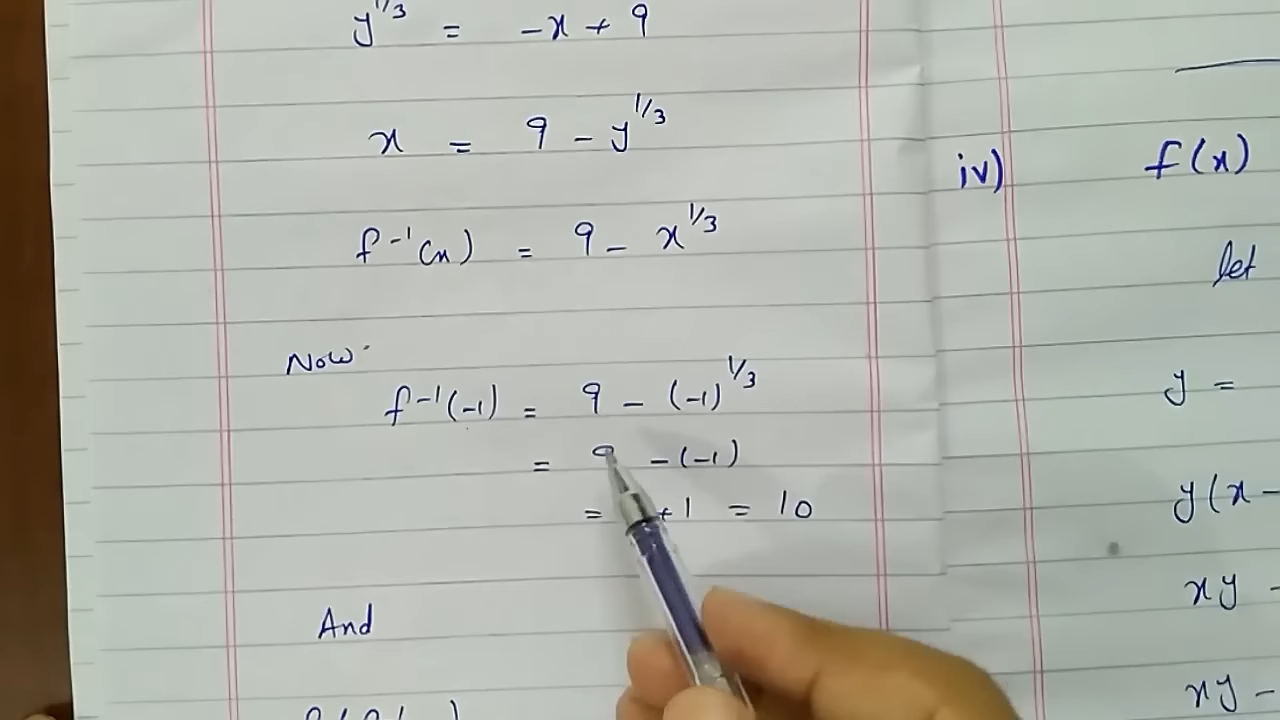 y^1/3 = -x + 9
x = 9 - y^1/3
f-1(x) = 9 - x^1/3
Now
f-1(-1) = 9 - (-1)^1/3
= 9 - (-1)
= +1 = 10
And
iv) f(x)
let
y =
y(x -
xy -
xy -